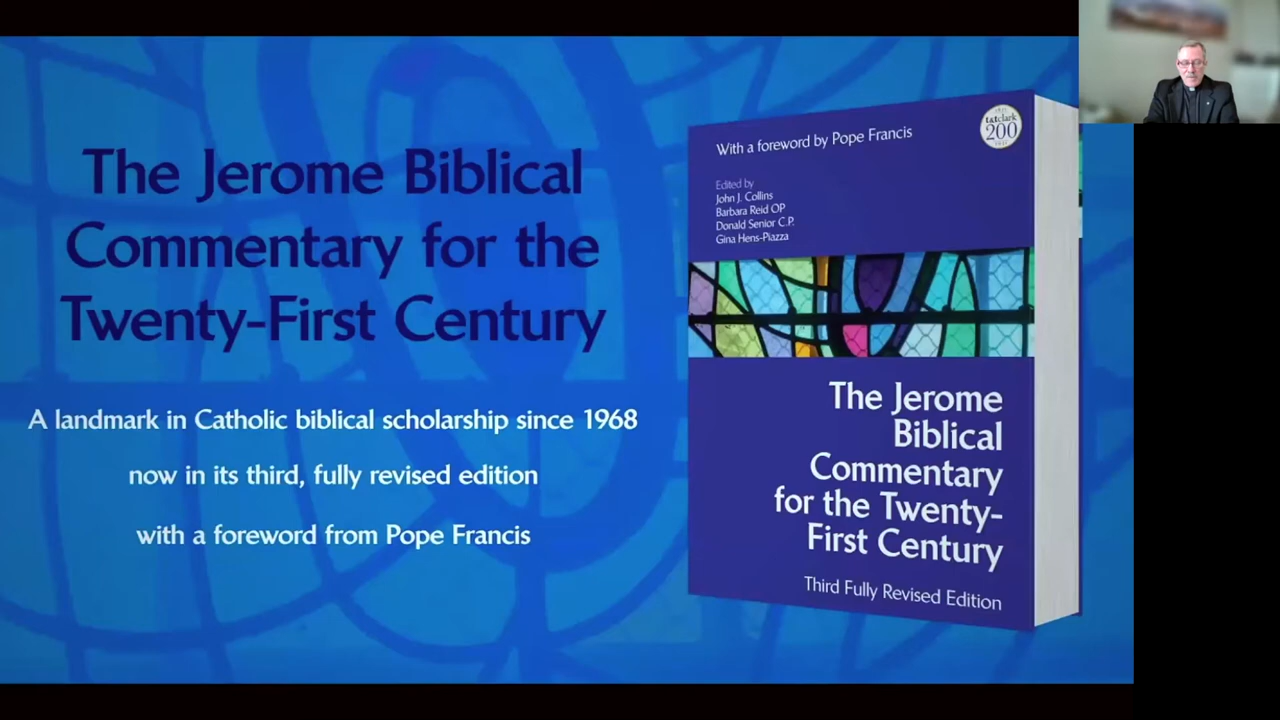 The Jerome Biblical
Commentary for the
Twenty-First Century
A landmark in Catholic biblical scholarship since 1968
now in its third, fully revised edition
with a foreword from Pope Francis
With a foreword by Pope Francis
t&tclark
200
Edited by
John J. Collins
Barbara Reid OP
Donald Senior C.P.
Gina Hens-Piazza
The Jerome
Biblical
Commentary
for the Twenty-
First Century
Third Fully Revised Edition